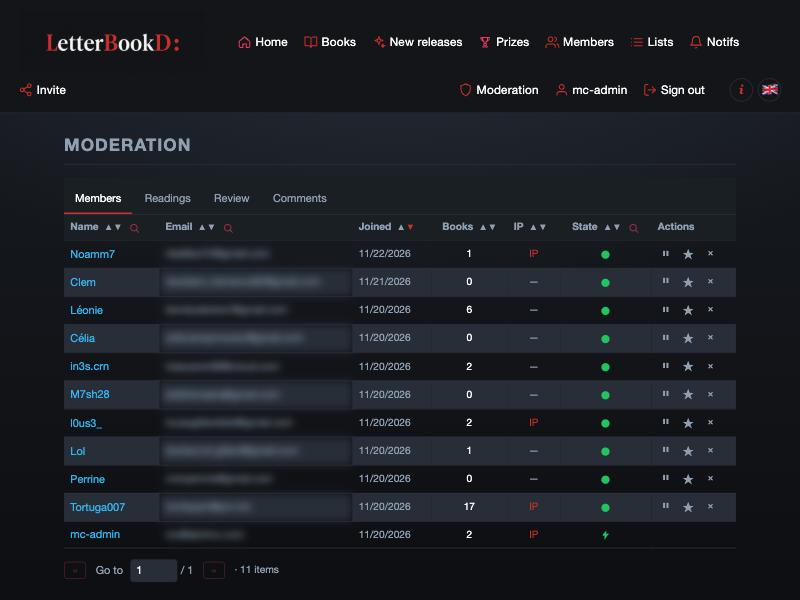 LetterBookD:
Home Books New releases Prizes Members Lists Notifs
Invite Moderation mc-admin Sign out i
MODERATION
Members Readings Review Comments
Name ▲▼ Email ▲▼ Joined ▲▼ Books ▲▼ IP ▲▼ State ▲▼ Actions
Noamm7 11/22/2026 1 IP
Clem 11/21/2026 0 —
Léonie 11/20/2026 6 —
Célia 11/20/2026 0 —
in3s.crn 11/20/2026 2 —
M7sh28 11/20/2026 0 —
l0us3_ 11/20/2026 2 IP
Lol 11/20/2026 1 —
Perrine 11/20/2026 0 —
Tortuga007 11/20/2026 17 IP
mc-admin 11/20/2026 2 IP
« Go to 1 / 1 » · 11 items